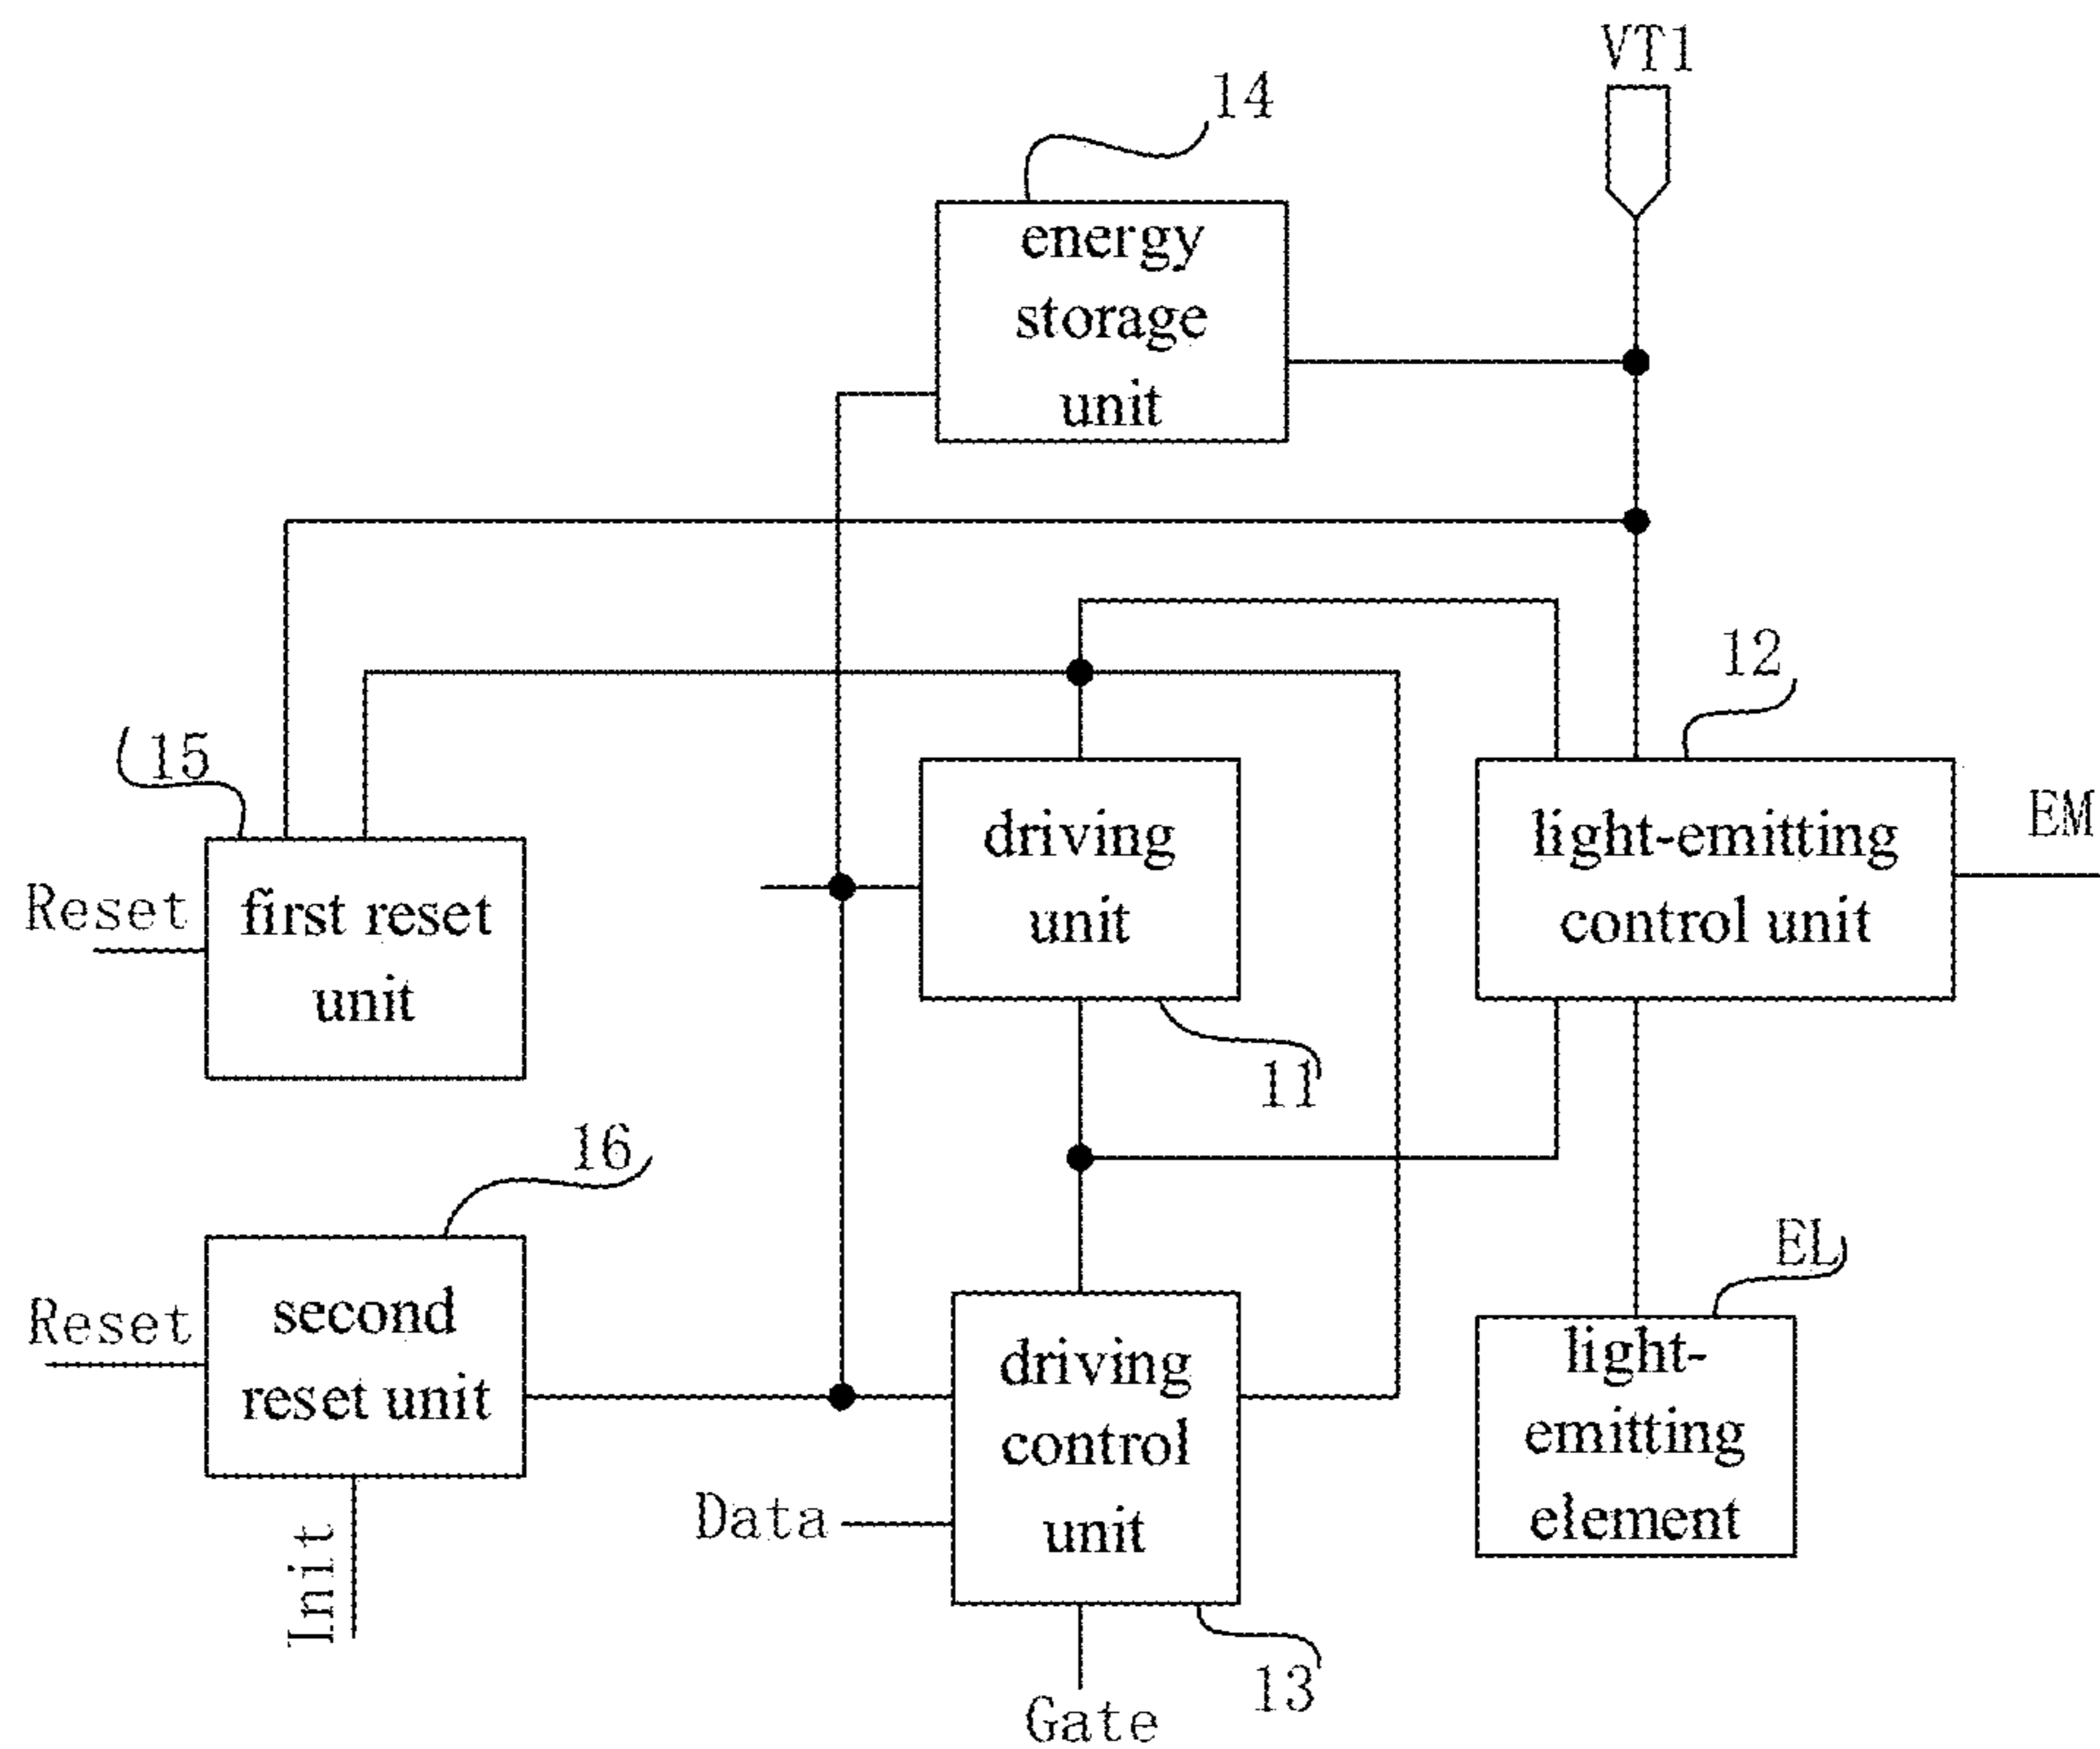 VT1
14
energy
storage
unit
12
15
driving
unit
light-emitting
control unit
EM
Reset
first reset
unit
11
16
EL
Reset
second
reset unit
driving
control
unit
light-
emitting
element
Data
Init
13
Gate